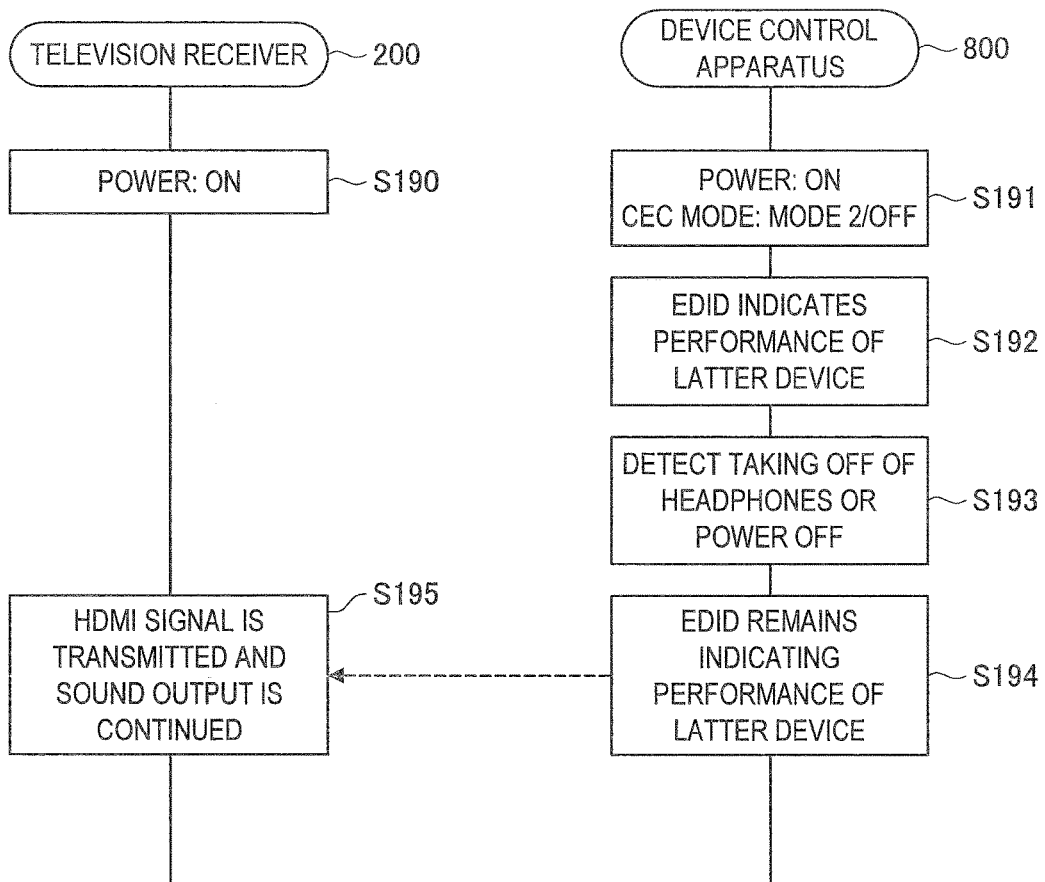 TELEVISION RECEIVER
200
DEVICE CONTROL
APPARATUS
800
POWER: ON
S190
POWER: ON
CEC MODE: MODE 2/OFF
S191
EDID INDICATES
PERFORMANCE OF
LATTER DEVICE
S192
DETECT TAKING OFF OF
HEADPHONES OR
POWER OFF
S193
HDMI SIGNAL IS
TRANSMITTED AND
SOUND OUTPUT IS
CONTINUED
S195
EDID REMAINS
INDICATING
PERFORMANCE OF
LATTER DEVICE
S194